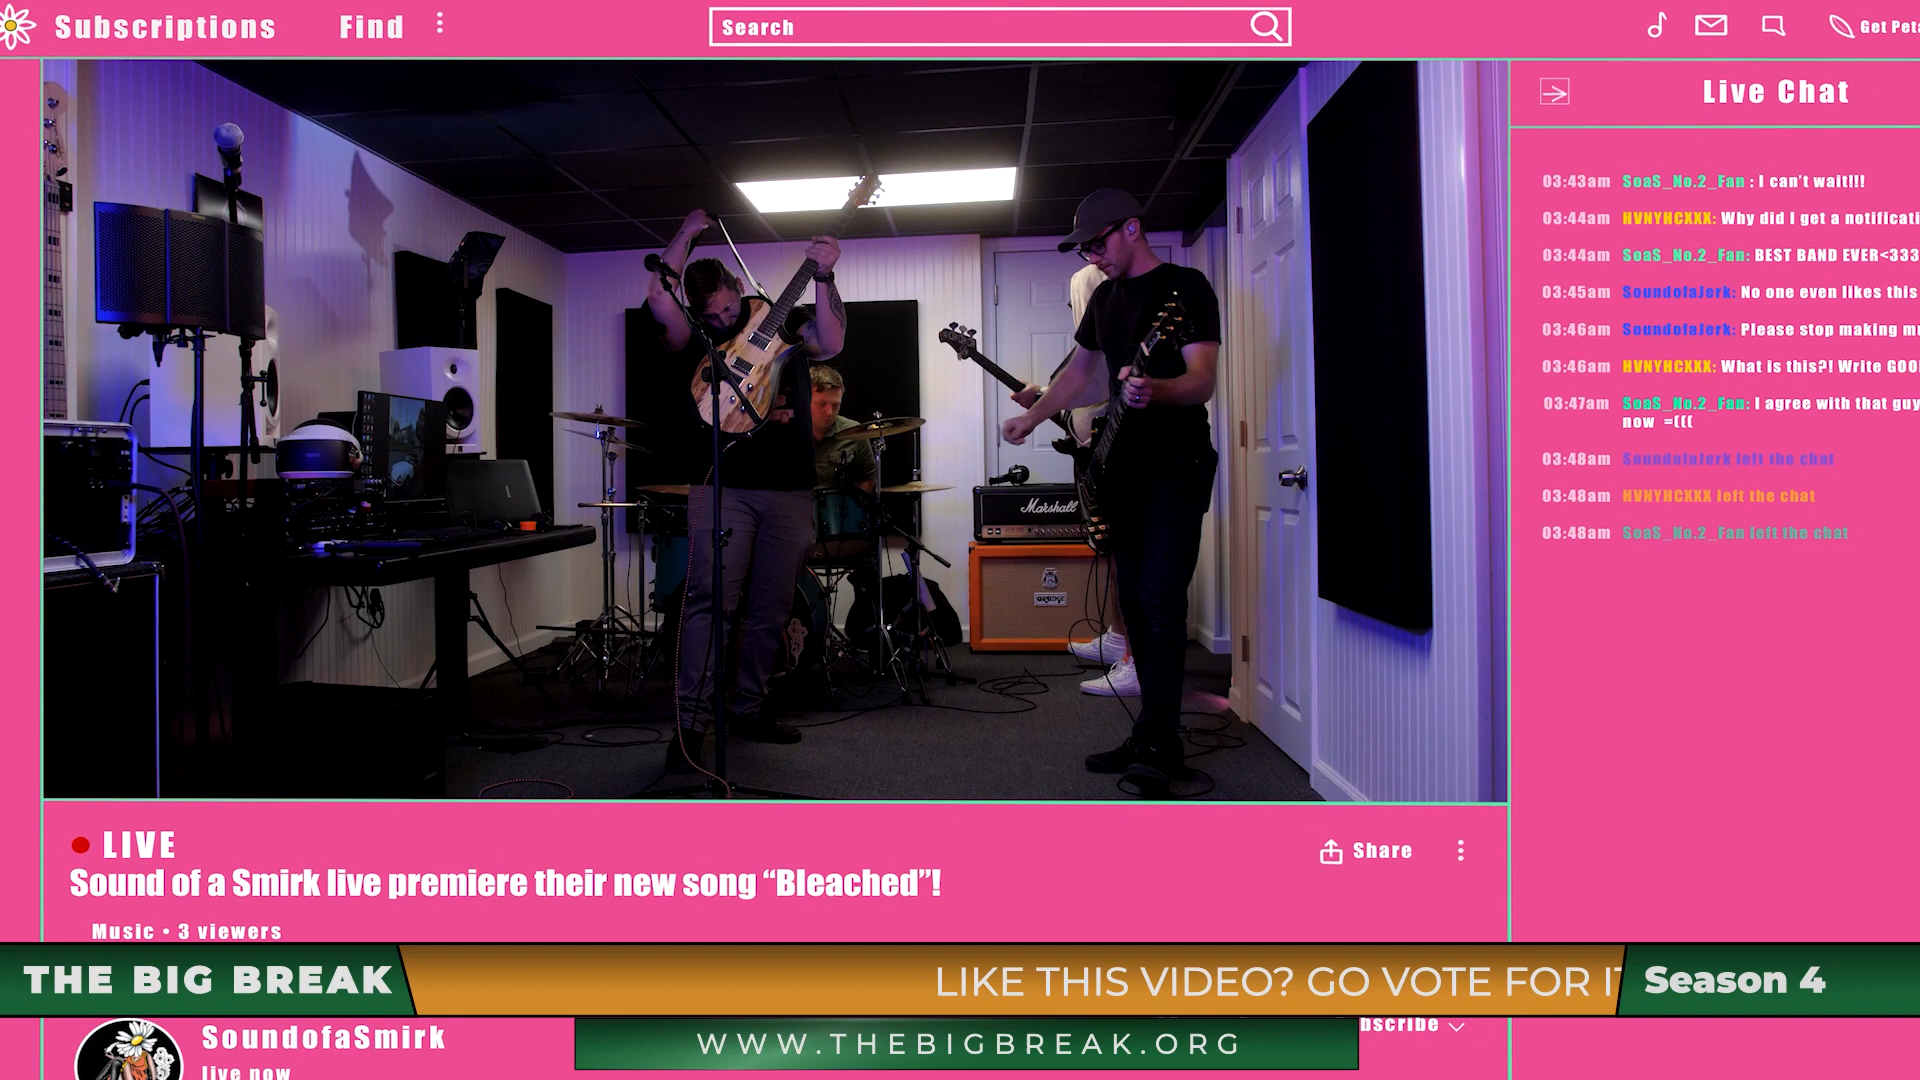 Subscriptions Find
Search
Get
Live Chat
03:43am SoaS_No.2_Fan : I can't wait!!!
03:44am HVNYHCXXX: Why did I get a
03:44am SoaS_No.2_Fan: BEST BAND EVER<333
03:45am SoundofaJerk: No one even likes this
03:46am SoundofaJerk: Please stop making
03:46am HVNYHCXXX: What is this?! Write
03:47am SoaS_No.2_Fan: I agree with that guy
now =(((
03:48am SoundofaJerk left the chat
03:48am HVNYHCXXX left the chat
03:48am SoaS_No.2_Fan left the chat
Marshall
ORANGE
LIVE
Share
Sound of a Smirk live premiere their new song “Bleached”!
Music • 3 viewers
THE BIG BREAK
LIKE THIS VIDEO? GO VOTE FOR
Season 4
SoundofaSmirk
live now
WWW.THEBIGBREAK.ORG